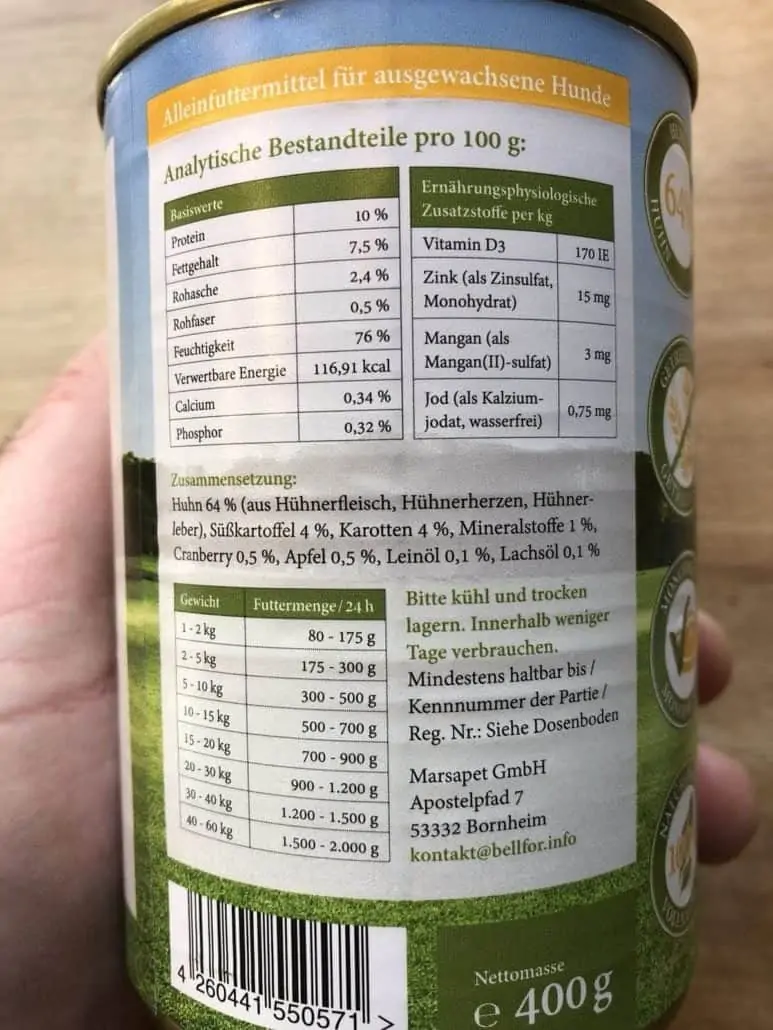 Alleinfuttermittel für ausgewachsene Hunde
Analytische Bestandteile pro 100 g:
Basiswerte
Protein 10 %
Fettgehalt 7,5 %
Rohasche 2,4 %
Rohfaser 0,5 %
Feuchtigkeit 76 %
Verwertbare Energie 116,91 kcal
Calcium 0,34 %
Phosphor 0,32 %
Ernährungsphysiologische
Zusatzstoffe per kg
Vitamin D3 170 IE
Zink (als Zinsulfat,
Monohydrat) 15 mg
Mangan (als
Mangan(II)-sulfat) 3 mg
Jod (als Kalzium-
jodat, wasserfrei) 0,75 mg
Zusammensetzung:
Huhn 64 % (aus Hühnerfleisch, Hühnerherzen, Hühner-
leber), Süßkartoffel 4 %, Karotten 4 %, Mineralstoffe 1 %,
Cranberry 0,5 %, Apfel 0,5 %, Leinöl 0,1 %, Lachsöl 0,1 %
Gewicht Futtermenge/24 h
1 - 2 kg 80 - 175 g
2 - 5 kg 175 - 300 g
5 - 10 kg 300 - 500 g
10 - 15 kg 500 - 700 g
15 - 20 kg 700 - 900 g
20 - 30 kg 900 - 1.200 g
30 - 40 kg 1.200 - 1.500 g
40 - 60 kg 1.500 - 2.000 g
Bitte kühl und trocken
lagern. Innerhalb weniger
Tage verbrauchen.
Mindestens haltbar bis /
Kennnummer der Partie /
Reg. Nr.: Siehe Dosenboden
Marsapet GmbH
Apostelpfad 7
53332 Bornheim
kontakt@bellfor.info
4 260441 550571 >
Nettomasse
e 400 g
64
HUHN